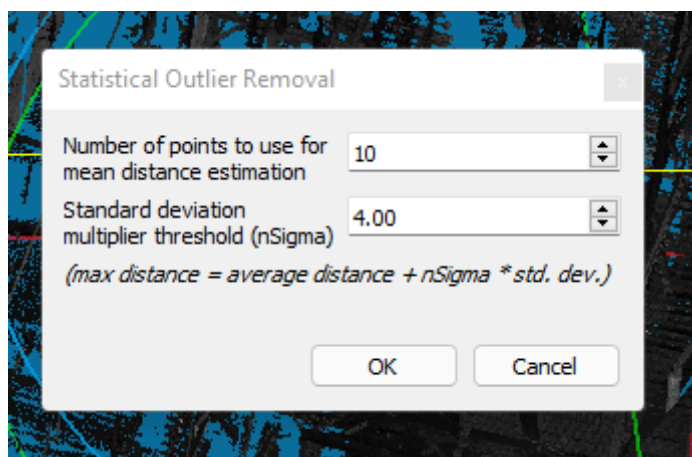 Statistical Outlier Removal
x
Number of points to use for
mean distance estimation
10
Standard deviation
multiplier threshold (nSigma)
4.00
(max distance = average distance + nSigma * std. dev.)
OK
Cancel